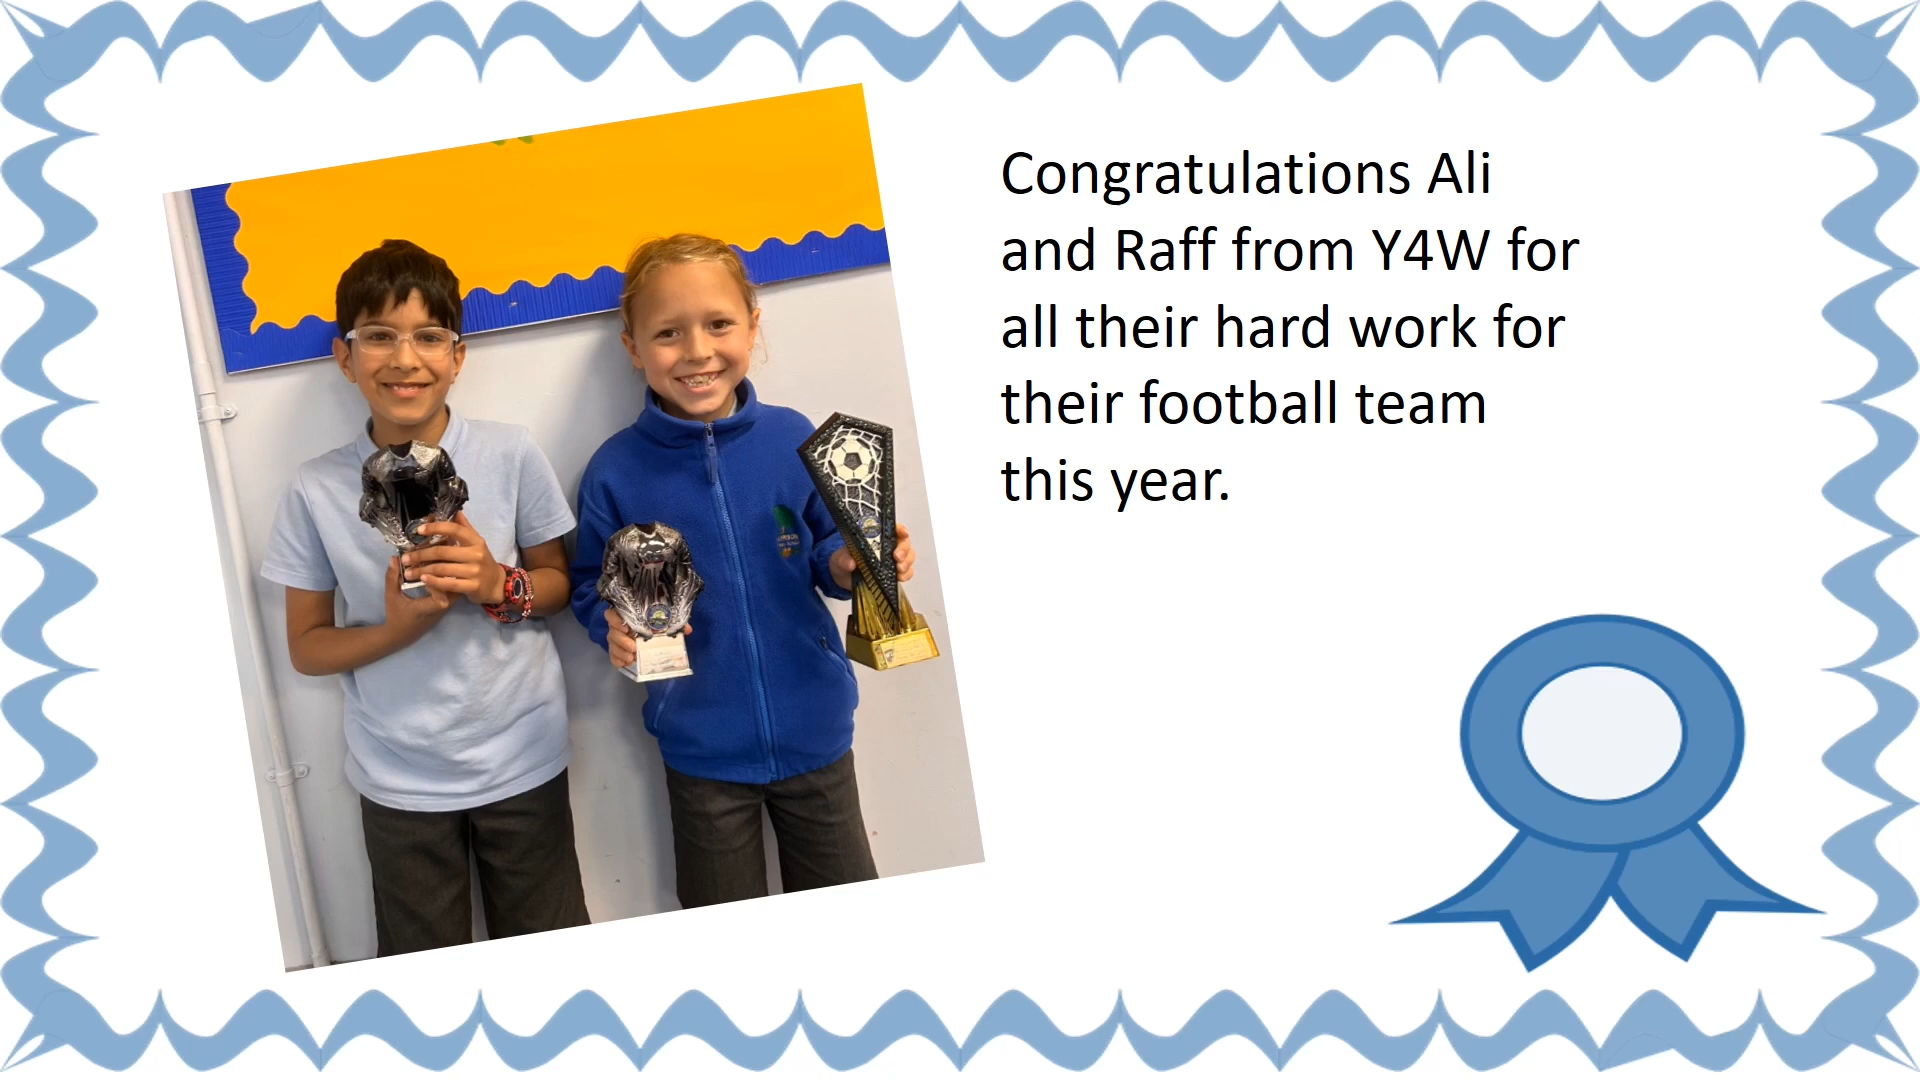 Congratulations Ali
and Raff from Y4W for
all their hard work for
their football team
this year.